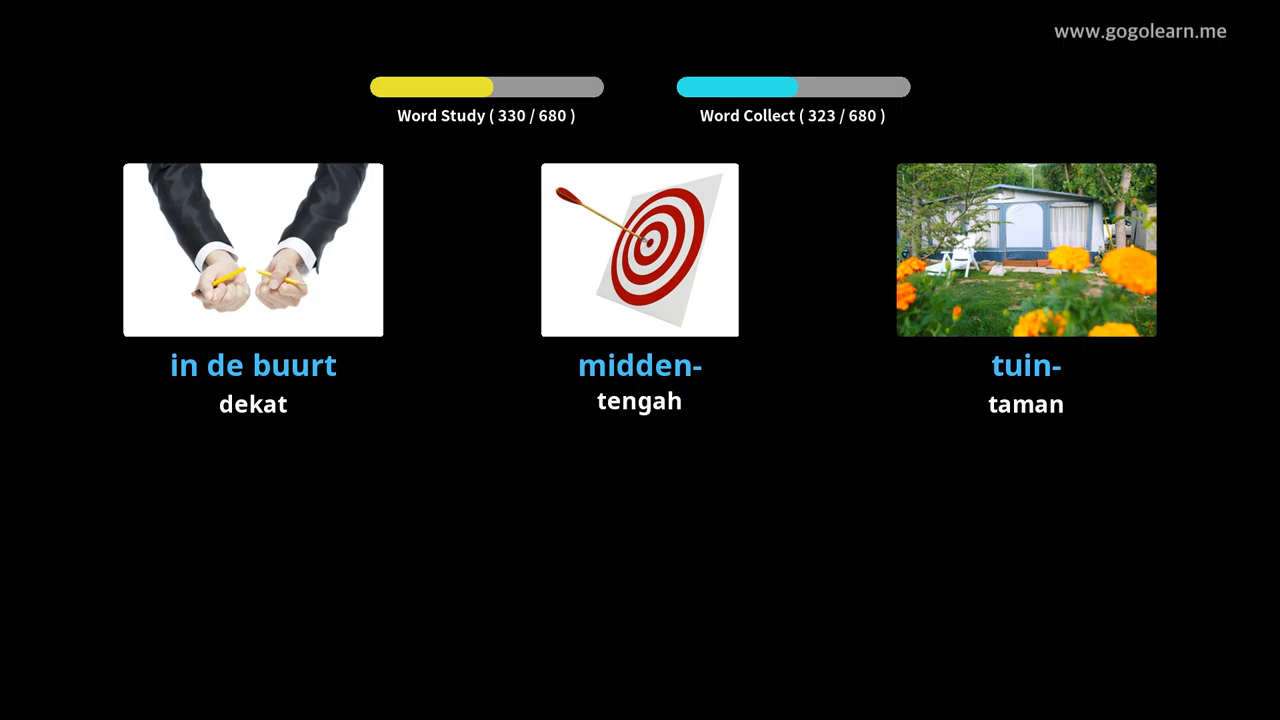 www.gogolearn.me
Word Study ( 330 / 680 )
Word Collect ( 323 / 680 )
in de buurt
dekat
midden-
tengah
tuin-
taman